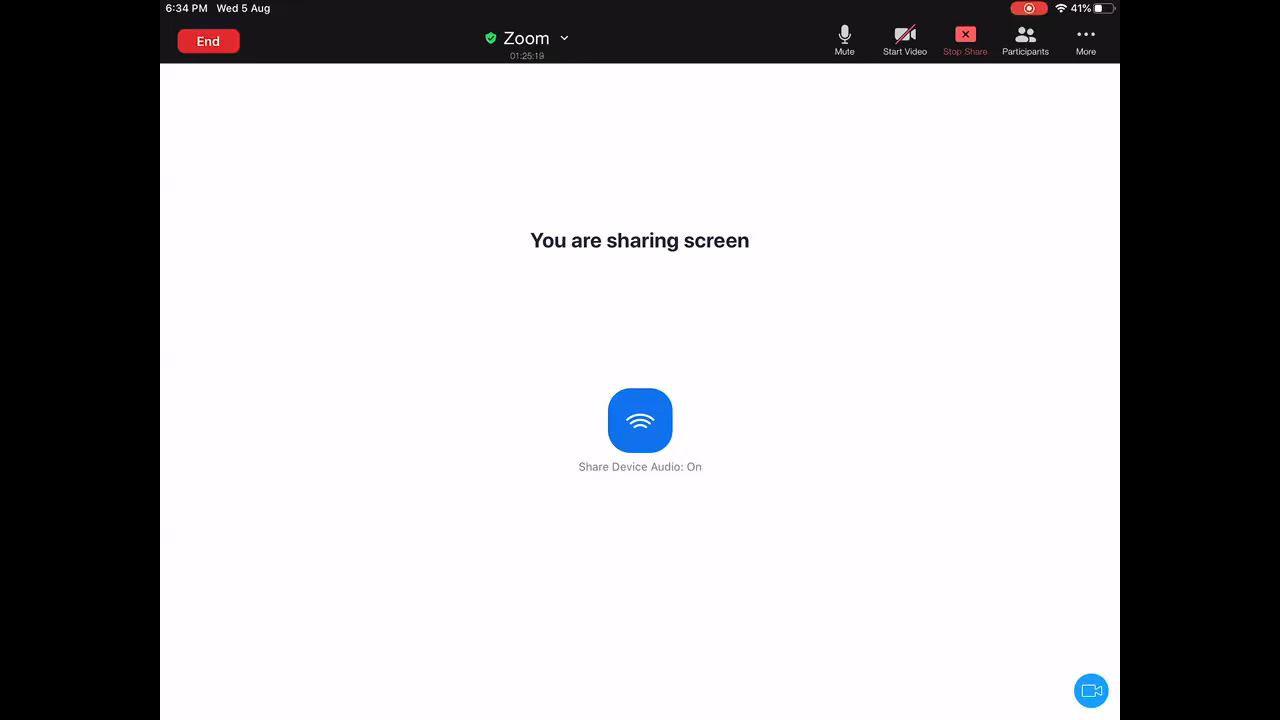 6:34 PM Wed 5 Aug 41%
End Zoom Mute Start Video Stop Share Participants More
01:25:19
You are sharing screen
Share Device Audio: On